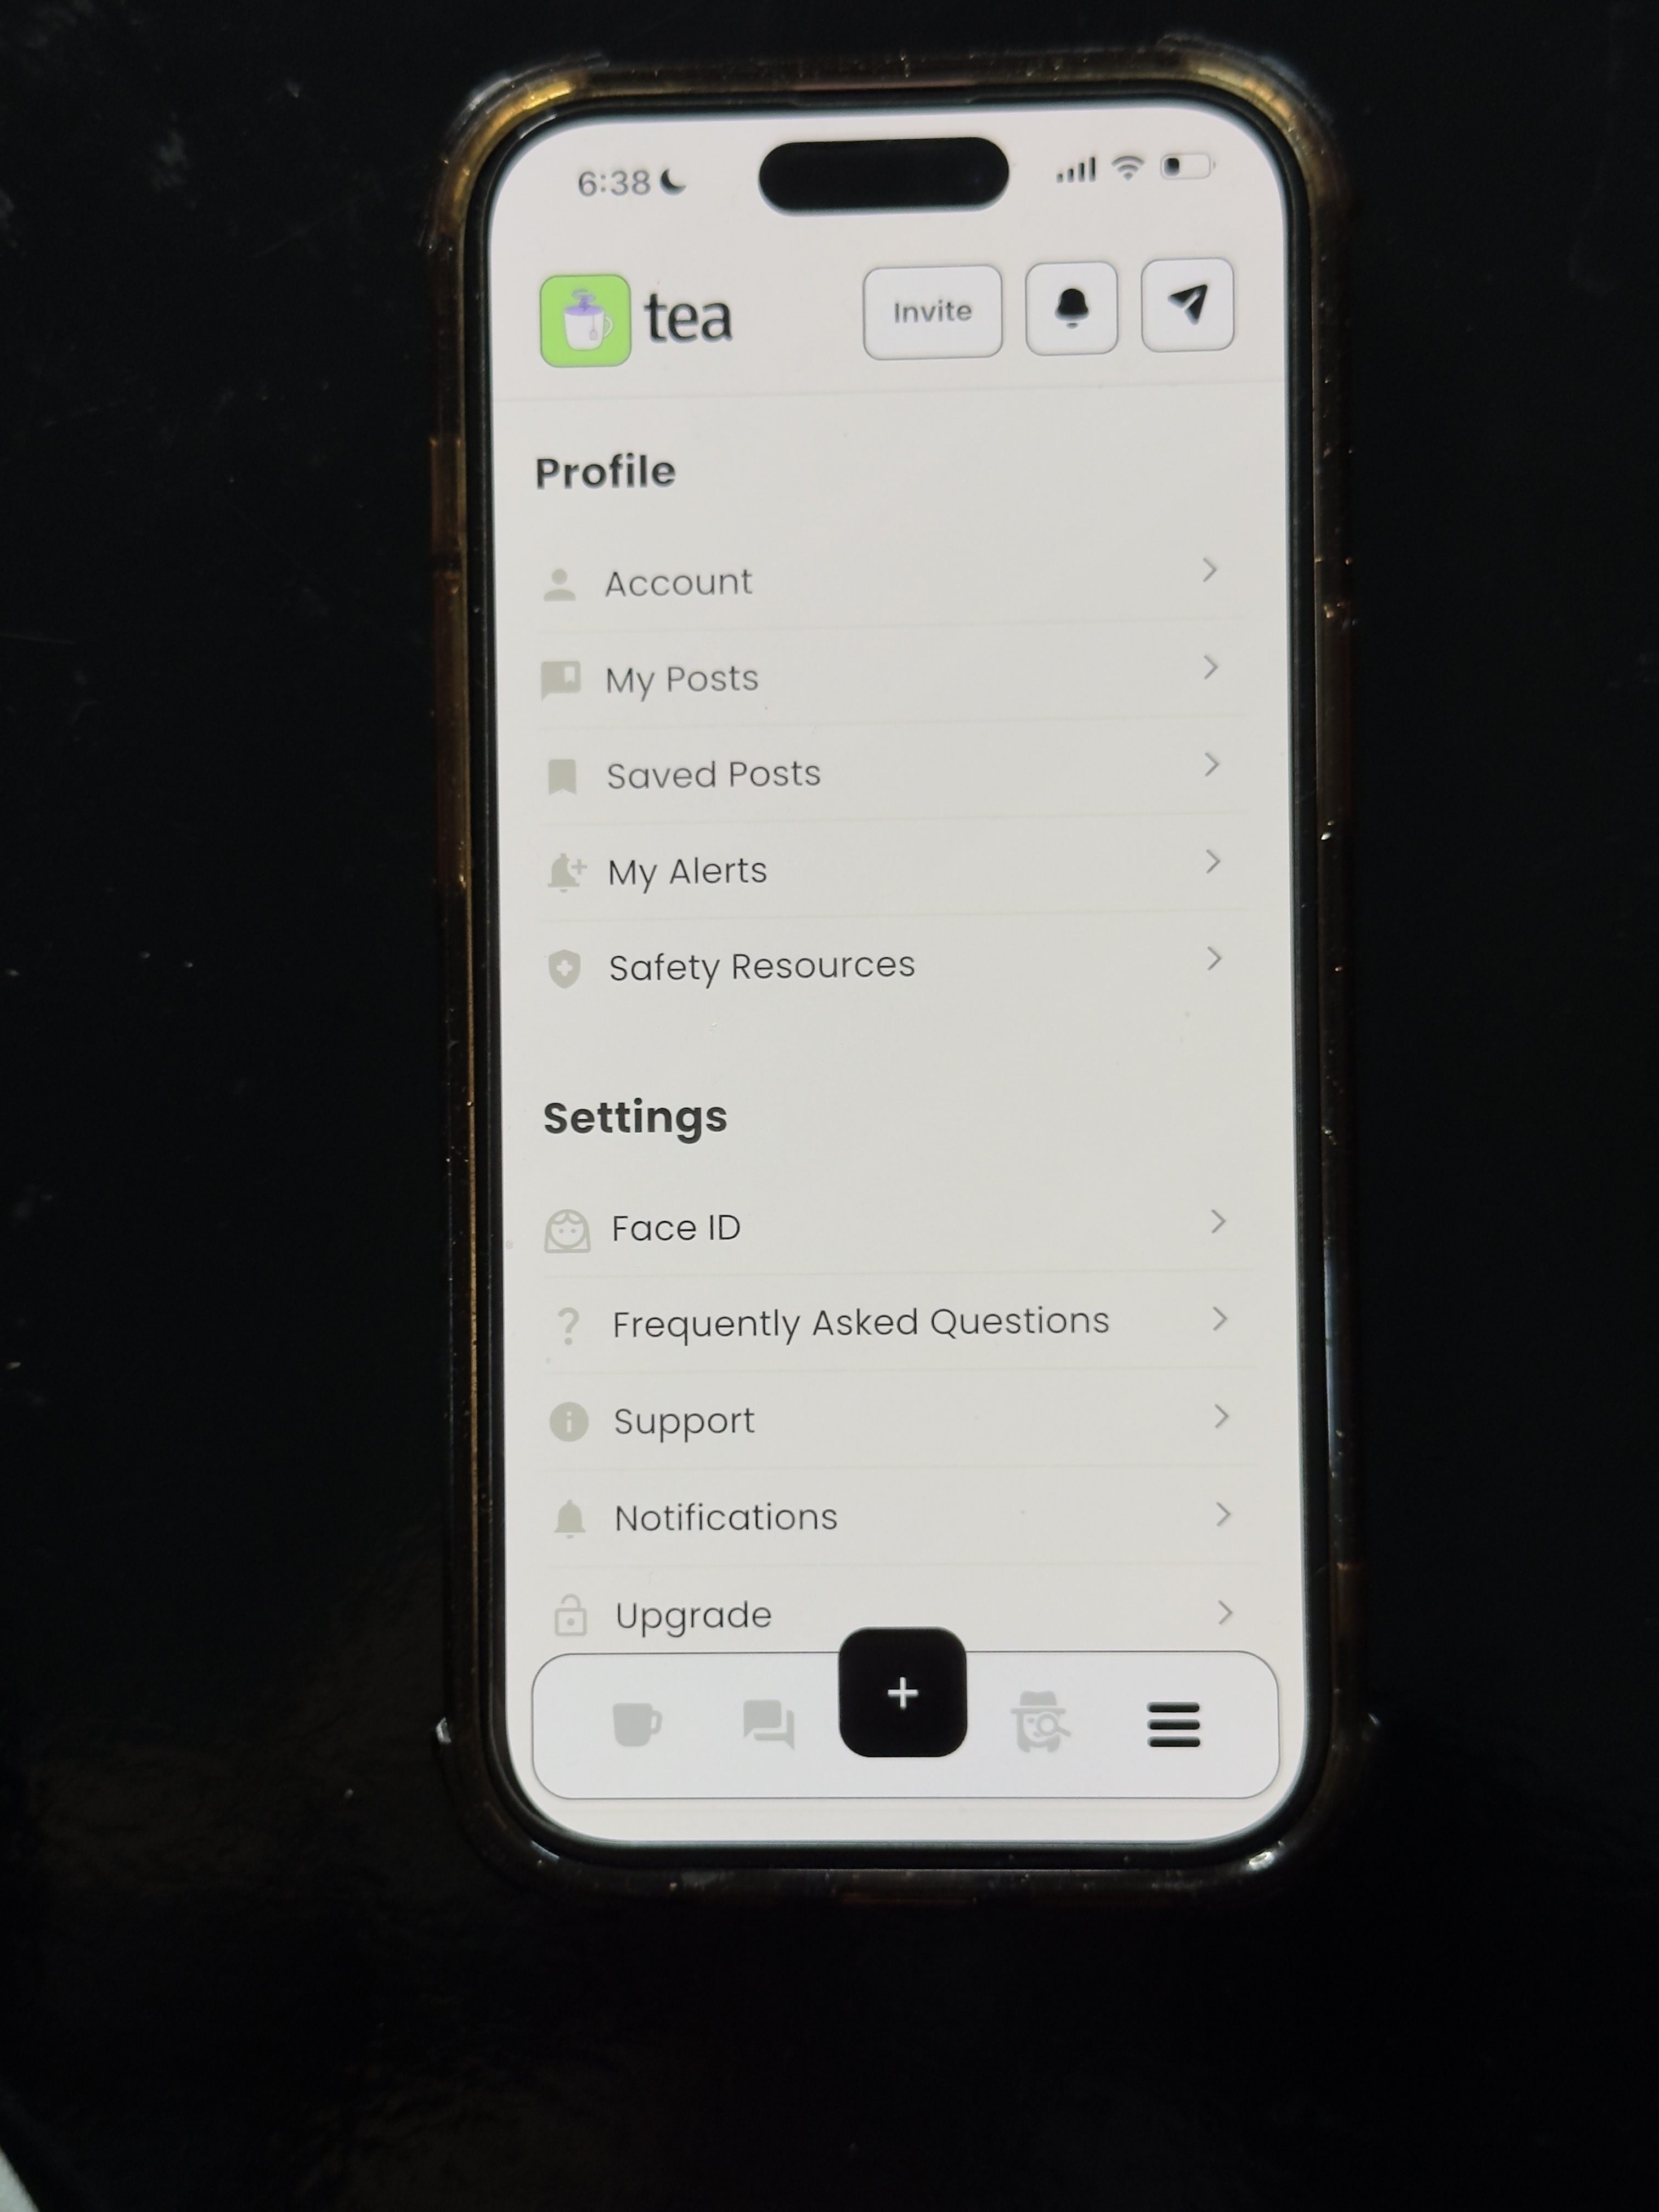 6:38
tea
Invite
Profile
Account
My Posts
Saved Posts
My Alerts
Safety Resources
Settings
Face ID
Frequently Asked Questions
Support
Notifications
Upgrade